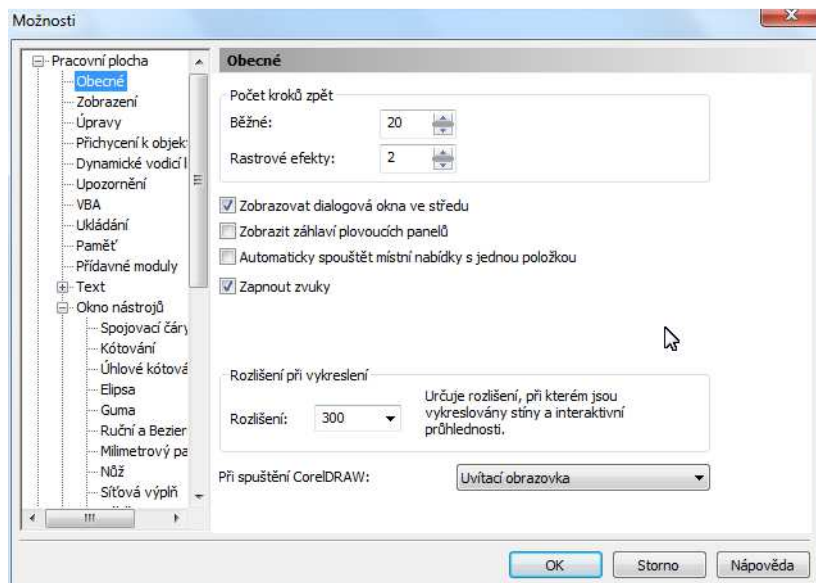 Možnosti
Pracovní plocha
Obecné
Zobrazení
Úpravy
Přichycení k objek
Dynamické vodicí l
Upozornění
VBA
Ukládání
Paměť
Přídavné moduly
Text
Okno nástrojů
Spojovací čáry
Kótování
Úhlové kótová
Elipsa
Guma
Ruční a Bezier
Milimetrový pa
Nůž
Síťová výplň
Obecné
Počet kroků zpět
Běžné: 20
Rastrové efekty: 2
Zobrazovat dialogová okna ve středu
Zobrazit záhlaví plovoucích panelů
Automaticky spouštět místní nabídky s jednou položkou
Zapnout zvuky
Rozlišení při vykreslení
Rozlišení: 300
Určuje rozlišení, při kterém jsou
vykreslovány stíny a interaktivní
průhlednosti.
Při spuštění CorelDRAW: Uvítací obrazovka
OK Storno Nápověda